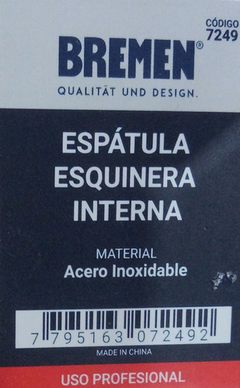 CÓDIGO
7249
BREMEN®
QUALITÄT UND DESIGN.
ESPÁTULA
ESQUINERA
INTERNA
MATERIAL
Acero Inoxidable
7 795163 072492
MADE IN CHINA
USO PROFESIONAL